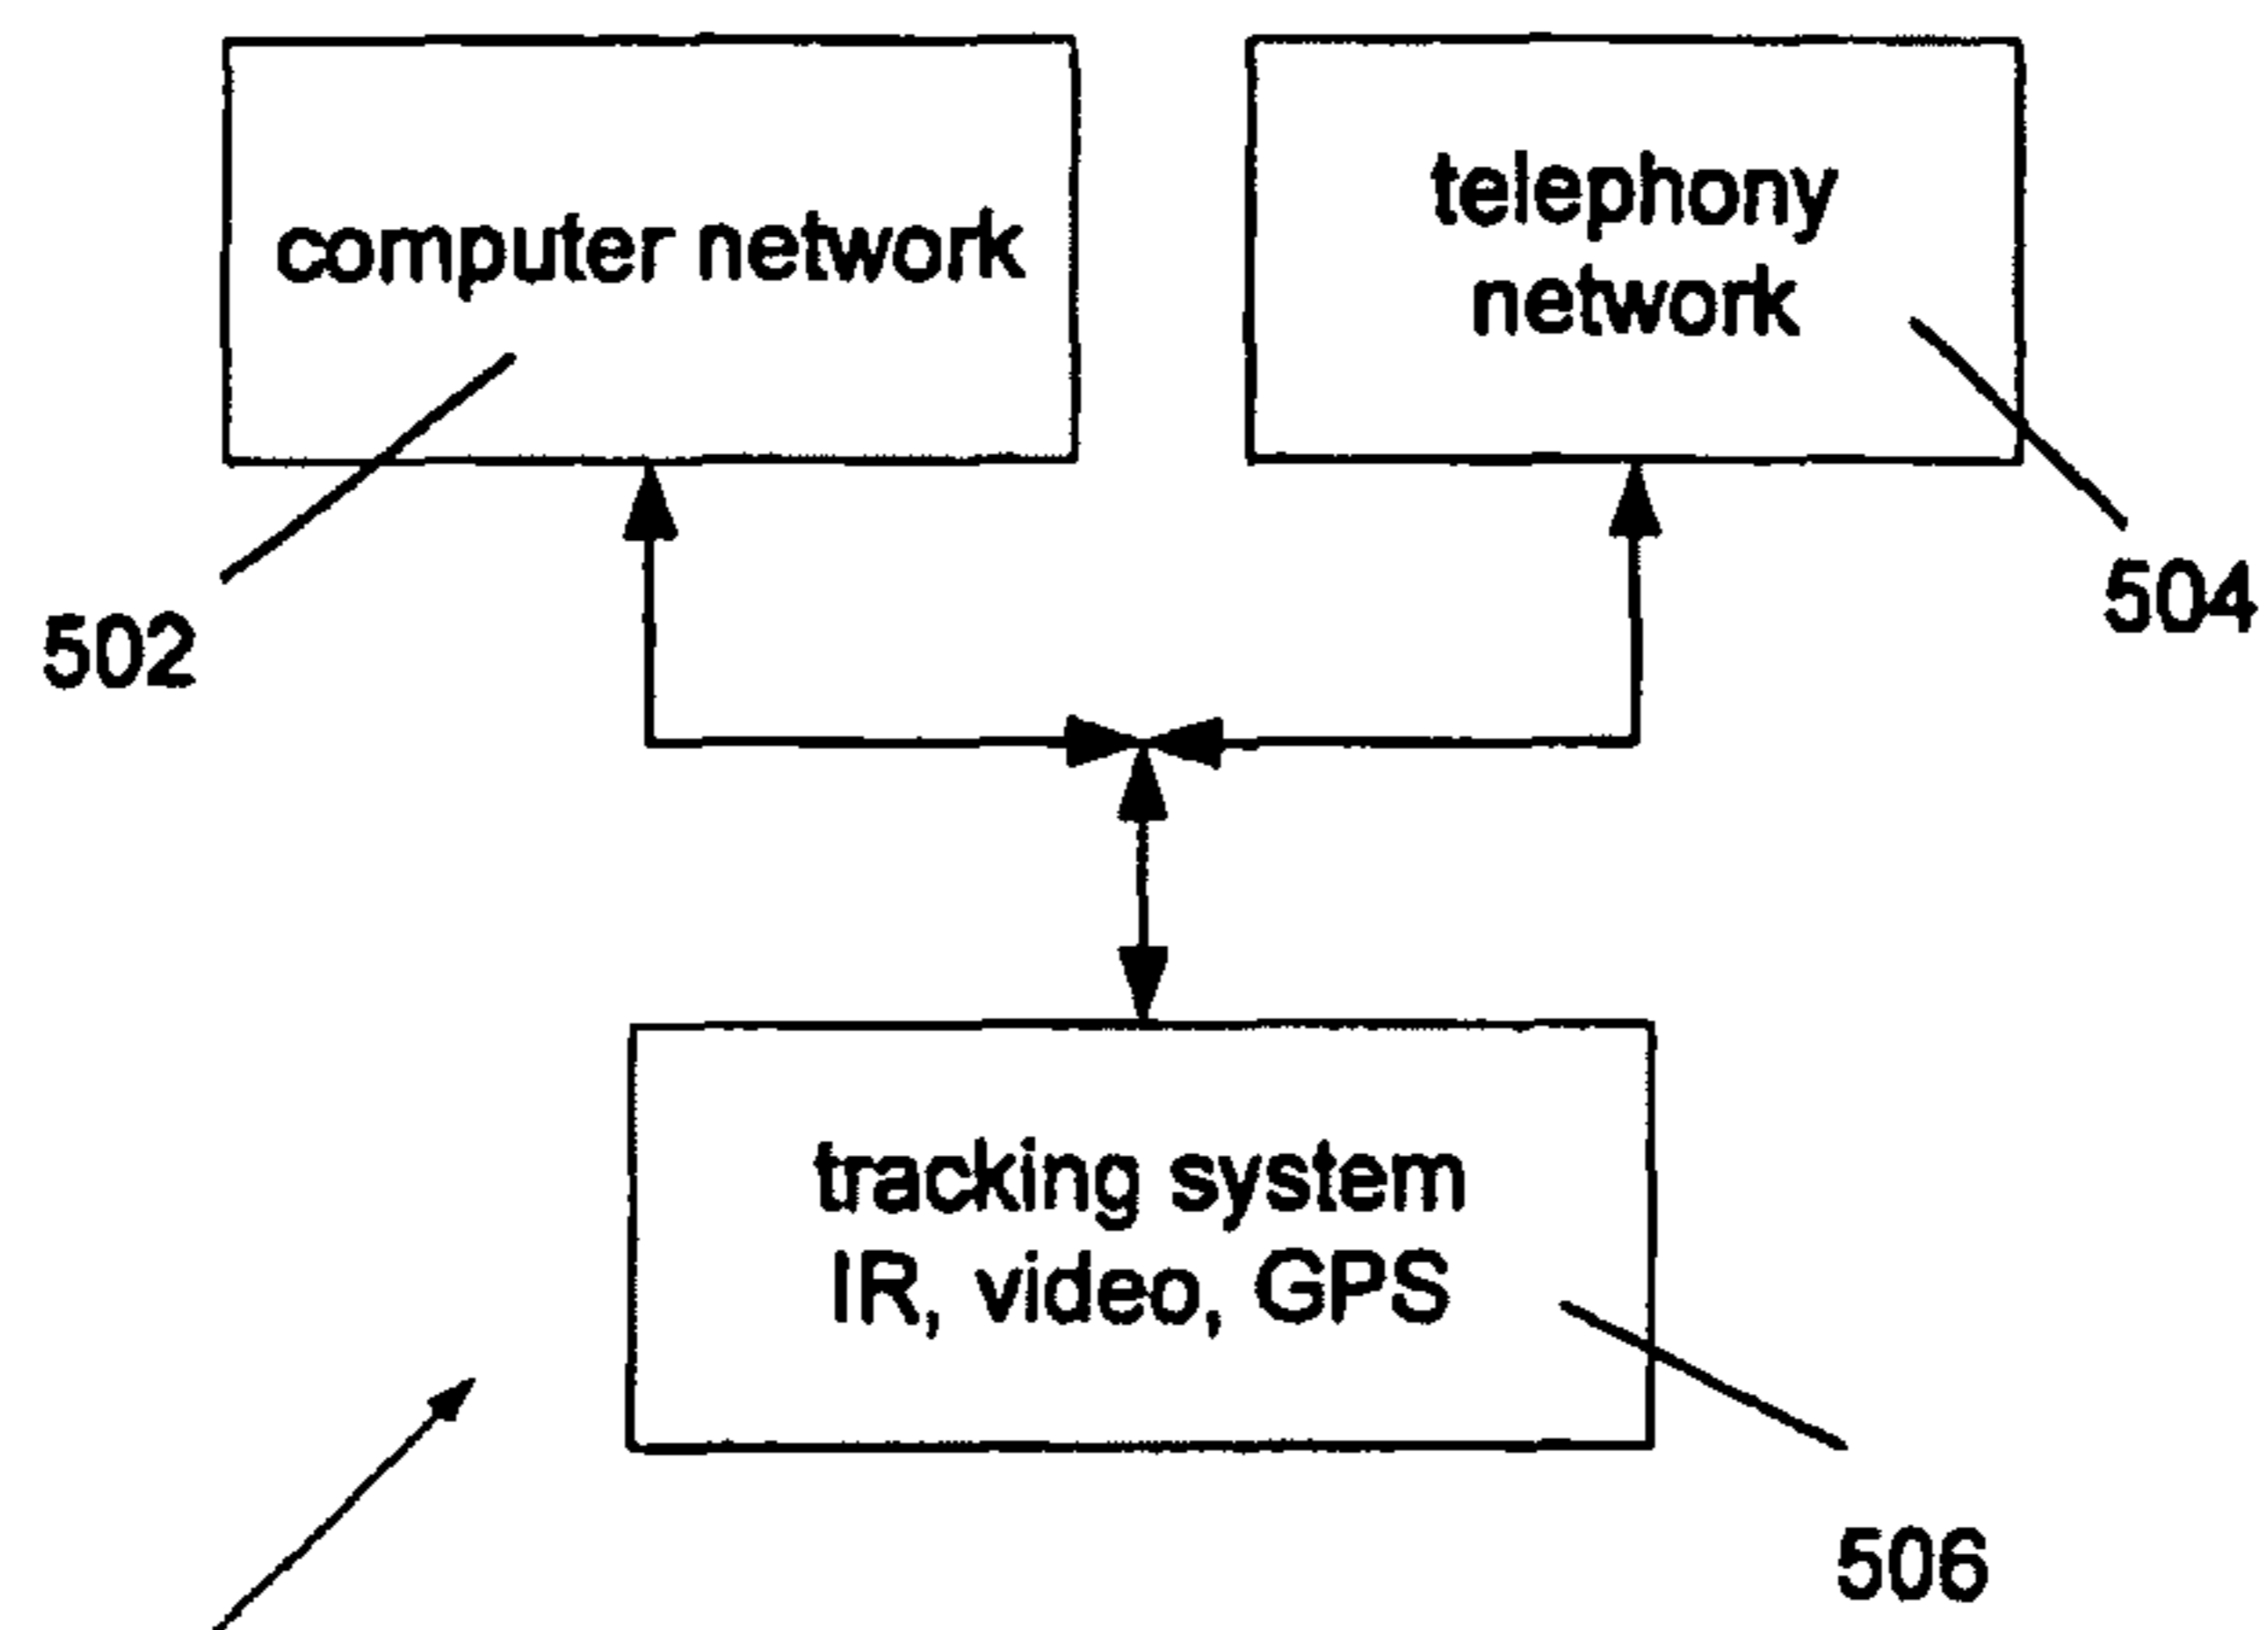 computer network
telephony
network
502
504
tracking system
IR, video, GPS
506